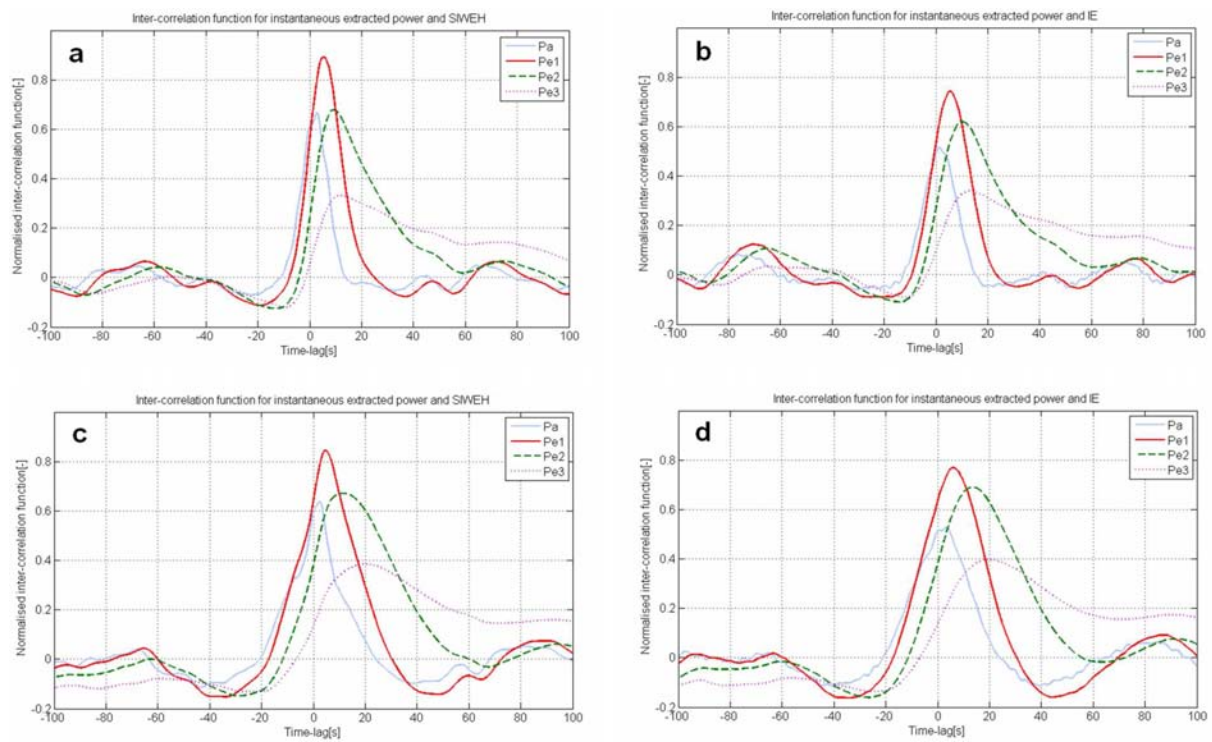 Inter-correlation function for instantaneous extracted power and SIWEH
a
Pa
Pe1
Pe2
Pe3
Normalised inter-correlation function[-]
0.8
0.6
0.4
0.2
0
-0.2
-100 -80 -60 -40 -20 0 20 40 60 80 100
Time-lag[s]
Inter-correlation function for instantaneous extracted power and IE
b
Pa
Pe1
Pe2
Pe3
Normalised inter-correlation function[-]
0.8
0.6
0.4
0.2
0
-0.2
-100 -80 -60 -40 -20 0 20 40 60 80 100
Time-lag[s]
Inter-correlation function for instantaneous extracted power and SIWEH
c
Pa
Pe1
Pe2
Pe3
Normalised inter-correlation function[-]
0.8
0.6
0.4
0.2
0
-0.2
-100 -80 -60 -40 -20 0 20 40 60 80 100
Time-lag[s]
Inter-correlation function for instantaneous extracted power and IE
d
Pa
Pe1
Pe2
Pe3
Normalised inter-correlation function[-]
0.8
0.6
0.4
0.2
0
-0.2
-100 -80 -60 -40 -20 0 20 40 60 80 100
Time-lag[s]